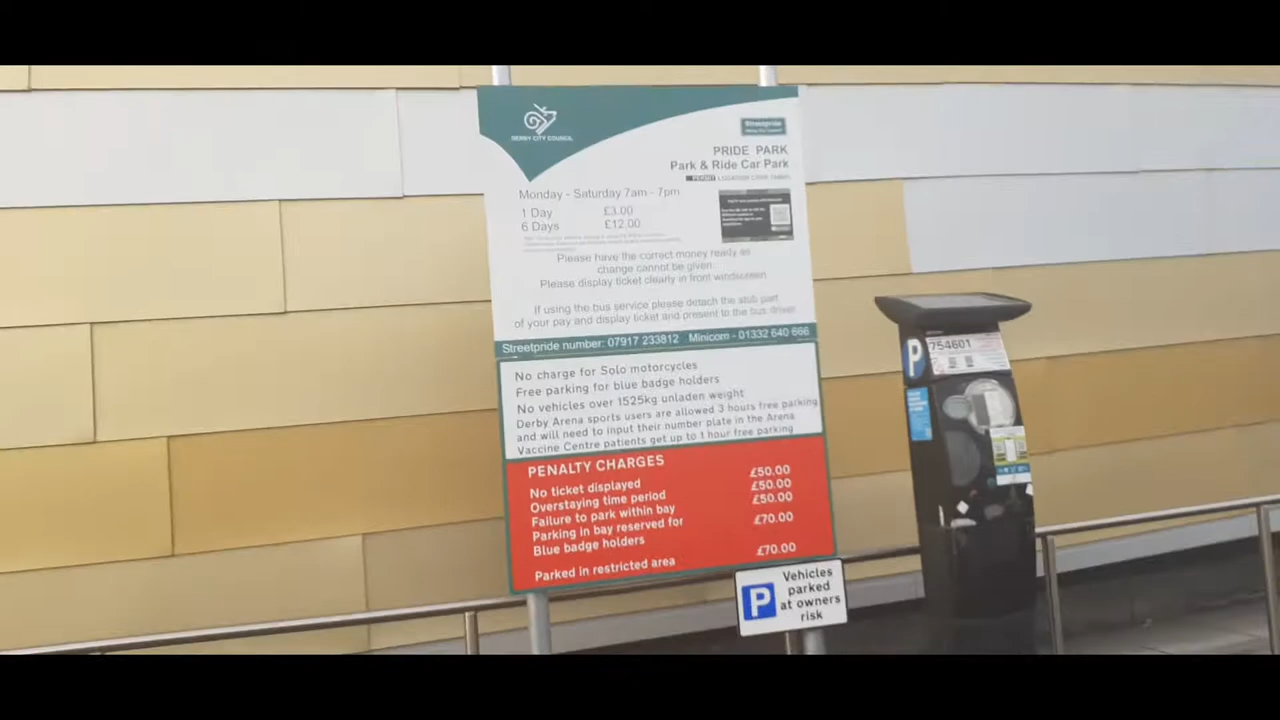 DERBY CITY COUNCIL
Streetpride
PRIDE PARK
Park & Ride Car Park
Monday - Saturday 7am - 7pm
1 Day £3.00
6 Days £12.00
Please have the correct money ready as
change cannot be given.
Please display ticket clearly in front windscreen
If using the bus service please detach the stub part
of your pay and display ticket and present to the bus driver
Streetpride number: 07917 233812 Minicom - 01332 640 666
No charge for Solo motorcycles
Free parking for blue badge holders
No vehicles over 1525kg unladen weight
Derby Arena sports users are allowed 3 hours free parking
and will need to input their number plate in the Arena
Vaccine Centre patients get up to 1 hour free parking
PENALTY CHARGES
No ticket displayed £50.00
Overstaying time period £50.00
Failure to park within bay £50.00
Parking in bay reserved for
Blue badge holders £70.00
Parked in restricted area £70.00
P
Vehicles
parked
at owners
risk
P
754601